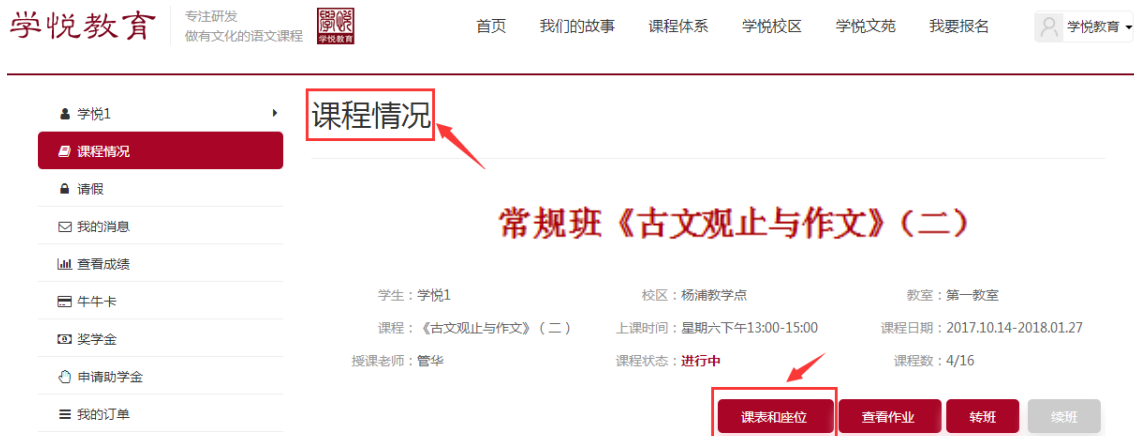 学悦教育
专注研发
做有文化的语文课程
學悦
学悦教育
首页 我们的故事 课程体系 学悦校区 学悦文苑 我要报名 学悦教育
学悦1
课程情况
请假
我的消息
查看成绩
牛牛卡
奖学金
申请助学金
我的订单
课程情况
常规班《古文观止与作文》（二）
学生：学悦1 校区：杨浦教学点 教室：第一教室
课程：《古文观止与作文》（二） 上课时间：星期六下午13:00-15:00 课程日期：2017.10.14-2018.01.27
授课老师：管华 课程状态：进行中 课程数：4/16
课表和座位 查看作业 转班 续班